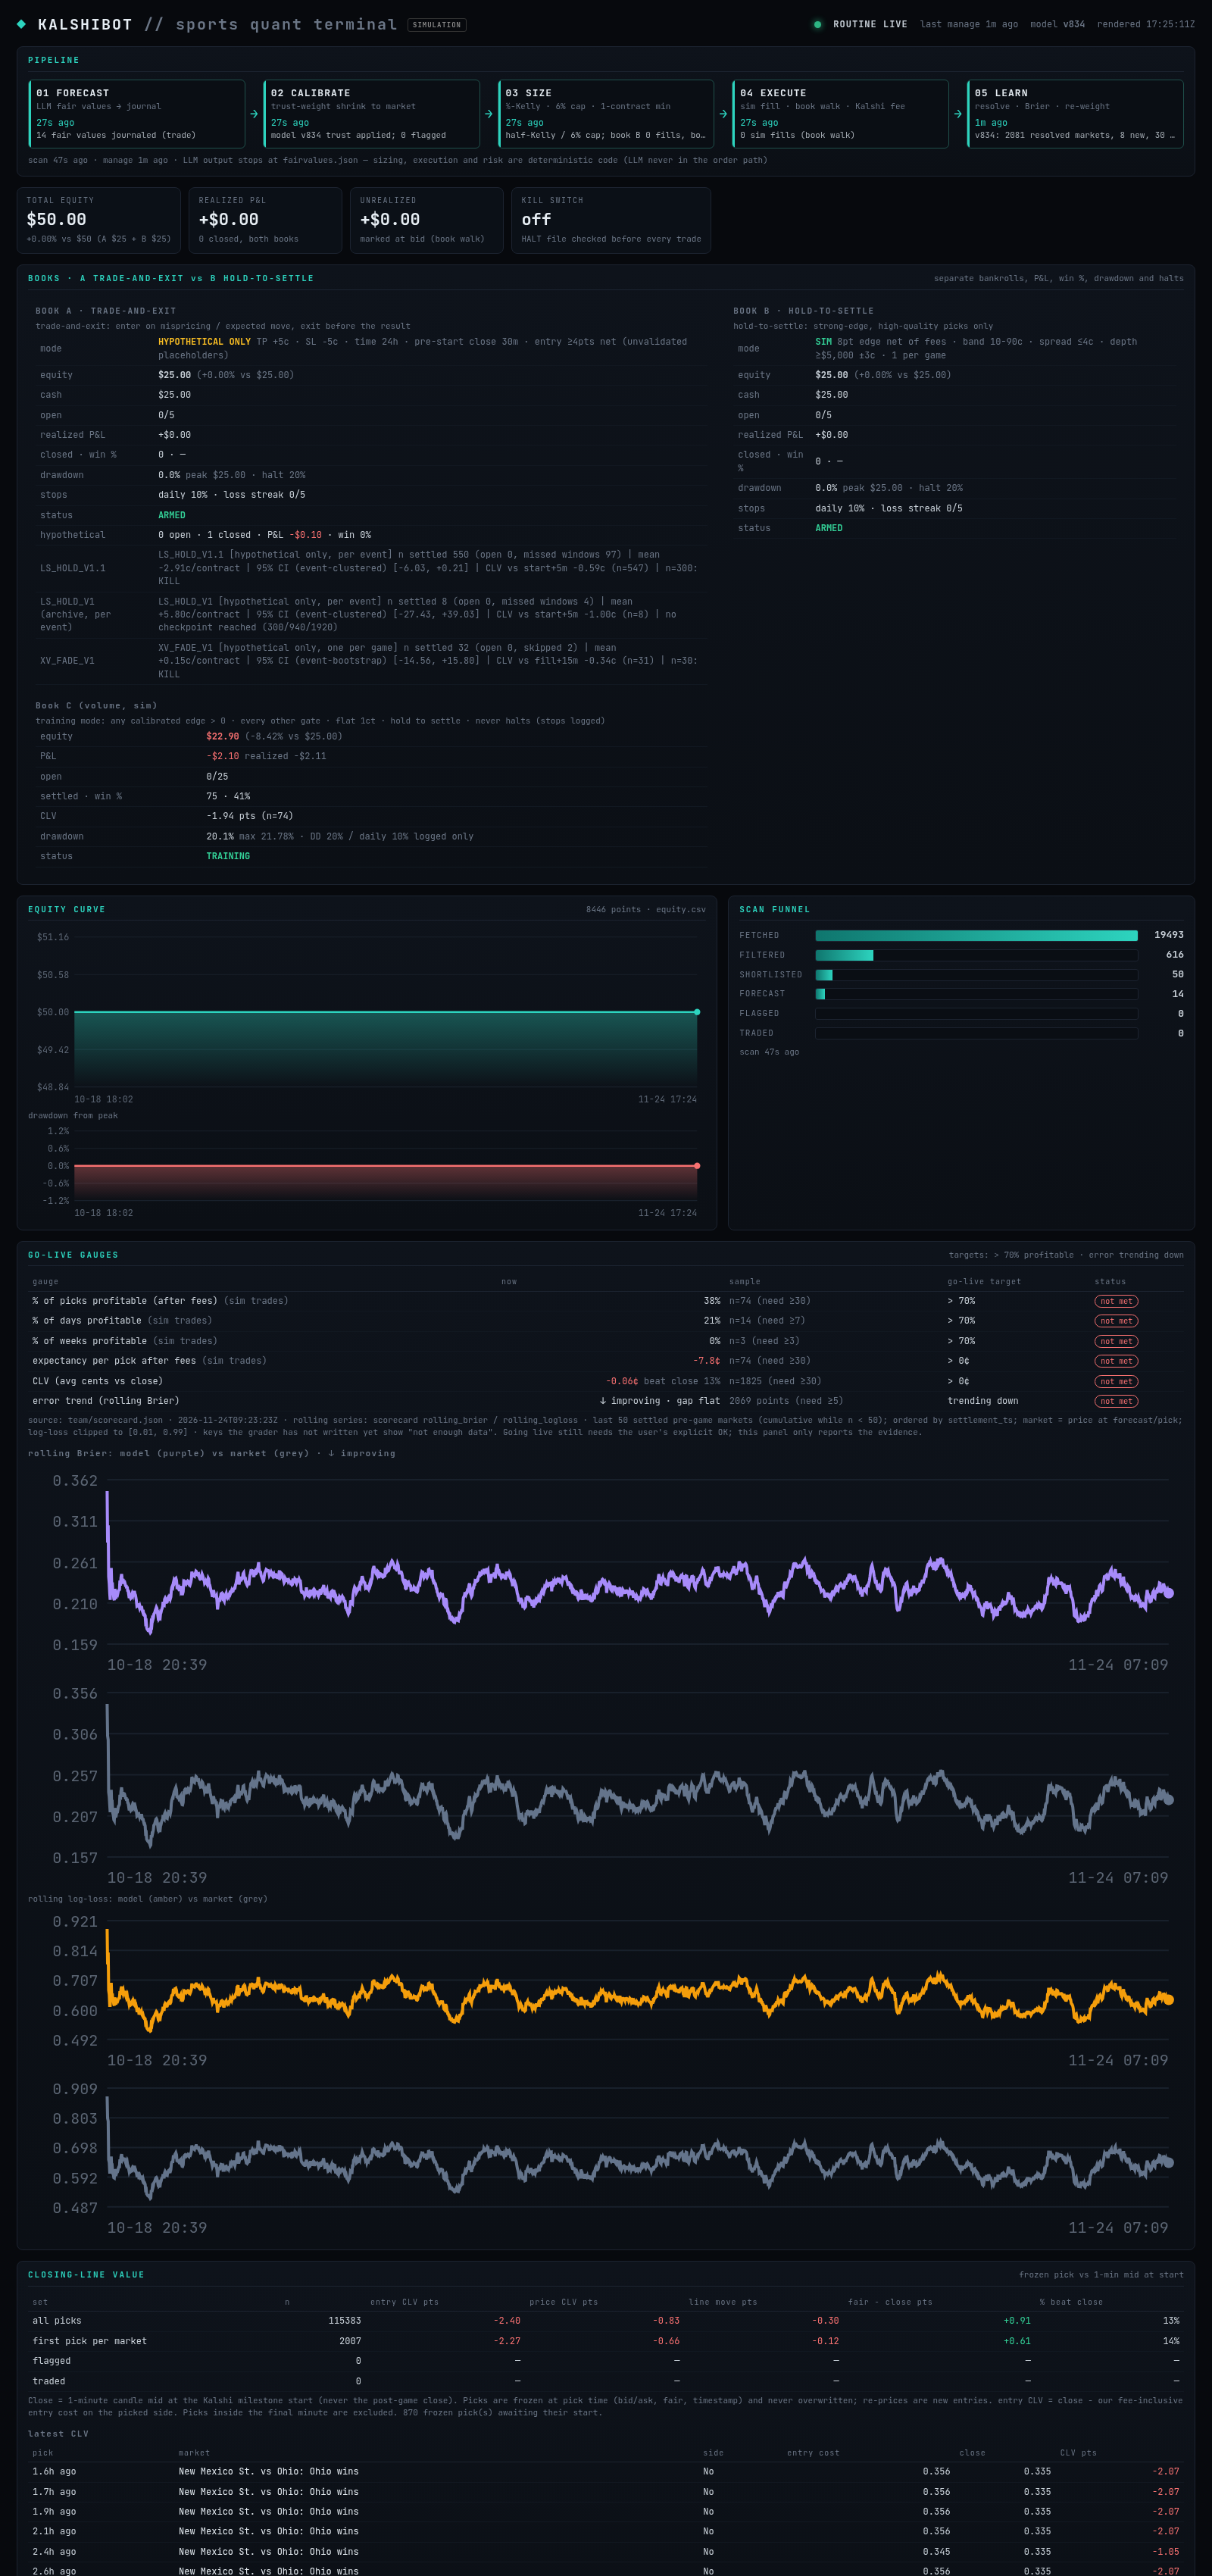 ◆ KALSHIBOT // sports quant terminal SIMULATION
ROUTINE LIVE last manage 1m ago model v834 rendered 17:25:11Z
PIPELINE
01 FORECAST
LLM fair values → journal
27s ago
14 fair values journaled (trade)
→
02 CALIBRATE
trust-weight shrink to market
27s ago
model v834 trust applied; 0 flagged
→
03 SIZE
½-Kelly · 6% cap · 1-contract min
27s ago
half-Kelly / 6% cap; book B 0 fills, bo…
→
04 EXECUTE
sim fill · book walk · Kalshi fee
27s ago
0 sim fills (book walk)
→
05 LEARN
resolve · Brier · re-weight
1m ago
v834: 2081 resolved markets, 8 new, 30 …
scan 47s ago · manage 1m ago · LLM output stops at fairvalues.json — sizing, execution and risk are deterministic code (LLM never in the order path)
TOTAL EQUITY
$50.00
+0.00% vs $50 (A $25 + B $25)
REALIZED P&L
+$0.00
0 closed, both books
UNREALIZED
+$0.00
marked at bid (book walk)
KILL SWITCH
off
HALT file checked before every trade
BOOKS · A TRADE-AND-EXIT vs B HOLD-TO-SETTLE
separate bankrolls, P&L, win %, drawdown and halts
BOOK A · TRADE-AND-EXIT
trade-and-exit: enter on mispricing / expected move, exit before the result
mode HYPOTHETICAL ONLY TP +5c · SL -5c · time 24h · pre-start close 30m · entry ≥4pts net (unvalidated
placeholders)
equity $25.00 (+0.00% vs $25.00)
cash $25.00
open 0/5
realized P&L +$0.00
closed · win % 0 · —
drawdown 0.0% peak $25.00 · halt 20%
stops daily 10% · loss streak 0/5
status ARMED
hypothetical 0 open · 1 closed · P&L -$0.10 · win 0%
LS_HOLD_V1.1 LS_HOLD_V1.1 [hypothetical only, per event] n settled 550 (open 0, missed windows 97) | mean
-2.91c/contract | 95% CI (event-clustered) [-6.03, +0.21] | CLV vs start+5m -0.59c (n=547) | n=300:
KILL
LS_HOLD_V1 (archive, per event) LS_HOLD_V1 [hypothetical only, per event] n settled 8 (open 0, missed windows 4) | mean
+5.80c/contract | 95% CI (event-clustered) [-27.43, +39.03] | CLV vs start+5m -1.00c (n=8) | no
checkpoint reached (300/940/1920)
XV_FADE_V1 XV_FADE_V1 [hypothetical only, one per game] n settled 32 (open 0, skipped 2) | mean
+0.15c/contract | 95% CI (event-bootstrap) [-14.56, +15.80] | CLV vs fill+15m -0.34c (n=31) | n=30:
KILL
BOOK B · HOLD-TO-SETTLE
hold-to-settle: strong-edge, high-quality picks only
mode SIM 8pt edge net of fees · band 10-90c · spread ≤4c · depth
≥$5,000 ±3c · 1 per game
equity $25.00 (+0.00% vs $25.00)
cash $25.00
open 0/5
realized P&L +$0.00
closed · win % 0 · —
drawdown 0.0% peak $25.00 · halt 20%
stops daily 10% · loss streak 0/5
status ARMED
Book C (volume, sim)
training mode: any calibrated edge > 0 · every other gate · flat 1ct · hold to settle · never halts (stops logged)
equity $22.90 (-8.42% vs $25.00)
P&L -$2.10 realized -$2.11
open 0/25
settled · win % 75 · 41%
CLV -1.94 pts (n=74)
drawdown 20.1% max 21.78% · DD 20% / daily 10% logged only
status TRAINING
EQUITY CURVE
8446 points · equity.csv
$51.16
$50.58
$50.00
$49.42
$48.84
10-18 18:02 11-24 17:24
drawdown from peak
1.2%
0.6%
0.0%
-0.6%
-1.2%
10-18 18:02 11-24 17:24
SCAN FUNNEL
FETCHED 19493
FILTERED 616
SHORTLISTED 50
FORECAST 14
FLAGGED 0
TRADED 0
scan 47s ago
GO-LIVE GAUGES
targets: > 70% profitable · error trending down
gauge now sample go-live target status
% of picks profitable (after fees) (sim trades) 38% n=74 (need ≥30) > 70% not met
% of days profitable (sim trades) 21% n=14 (need ≥7) > 70% not met
% of weeks profitable (sim trades) 0% n=3 (need ≥3) > 70% not met
expectancy per pick after fees (sim trades) -7.8¢ n=74 (need ≥30) > 0¢ not met
CLV (avg cents vs close) -0.06¢ beat close 13% n=1825 (need ≥30) > 0¢ not met
error trend (rolling Brier) ↓ improving · gap flat 2069 points (need ≥5) trending down not met
source: team/scorecard.json · 2026-11-24T09:23:23Z · rolling series: scorecard rolling_brier / rolling_logloss · last 50 settled pre-game markets (cumulative while n < 50); ordered by settlement_ts; market = price at forecast/pick;
log-loss clipped to [0.01, 0.99] · keys the grader has not written yet show "not enough data". Going live still needs the user's explicit OK; this panel only reports the evidence.
rolling Brier: model (purple) vs market (grey) · ↓ improving
0.362
0.311
0.261
0.210
0.159
10-18 20:39 11-24 07:09
0.356
0.306
0.257
0.207
0.157
10-18 20:39 11-24 07:09
rolling log-loss: model (amber) vs market (grey)
0.921
0.814
0.707
0.600
0.492
10-18 20:39 11-24 07:09
0.909
0.803
0.698
0.592
0.487
10-18 20:39 11-24 07:09
CLOSING-LINE VALUE
frozen pick vs 1-min mid at start
set n entry CLV pts price CLV pts line move pts fair - close pts % beat close
all picks 115383 -2.40 -0.83 -0.30 +0.91 13%
first pick per market 2007 -2.27 -0.66 -0.12 +0.61 14%
flagged 0 — — — — —
traded 0 — — — — —
Close = 1-minute candle mid at the Kalshi milestone start (never the post-game close). Picks are frozen at pick time (bid/ask, fair, timestamp) and never overwritten; re-prices are new entries. entry CLV = close - our fee-inclusive
entry cost on the picked side. Picks inside the final minute are excluded. 870 frozen pick(s) awaiting their start.
latest CLV
pick market side entry cost close CLV pts
1.6h ago New Mexico St. vs Ohio: Ohio wins No 0.356 0.335 -2.07
1.7h ago New Mexico St. vs Ohio: Ohio wins No 0.356 0.335 -2.07
1.9h ago New Mexico St. vs Ohio: Ohio wins No 0.356 0.335 -2.07
2.1h ago New Mexico St. vs Ohio: Ohio wins No 0.356 0.335 -2.07
2.4h ago New Mexico St. vs Ohio: Ohio wins No 0.345 0.335 -1.05
2.6h ago New Mexico St. vs Ohio: Ohio wins No 0.356 0.335 -2.07